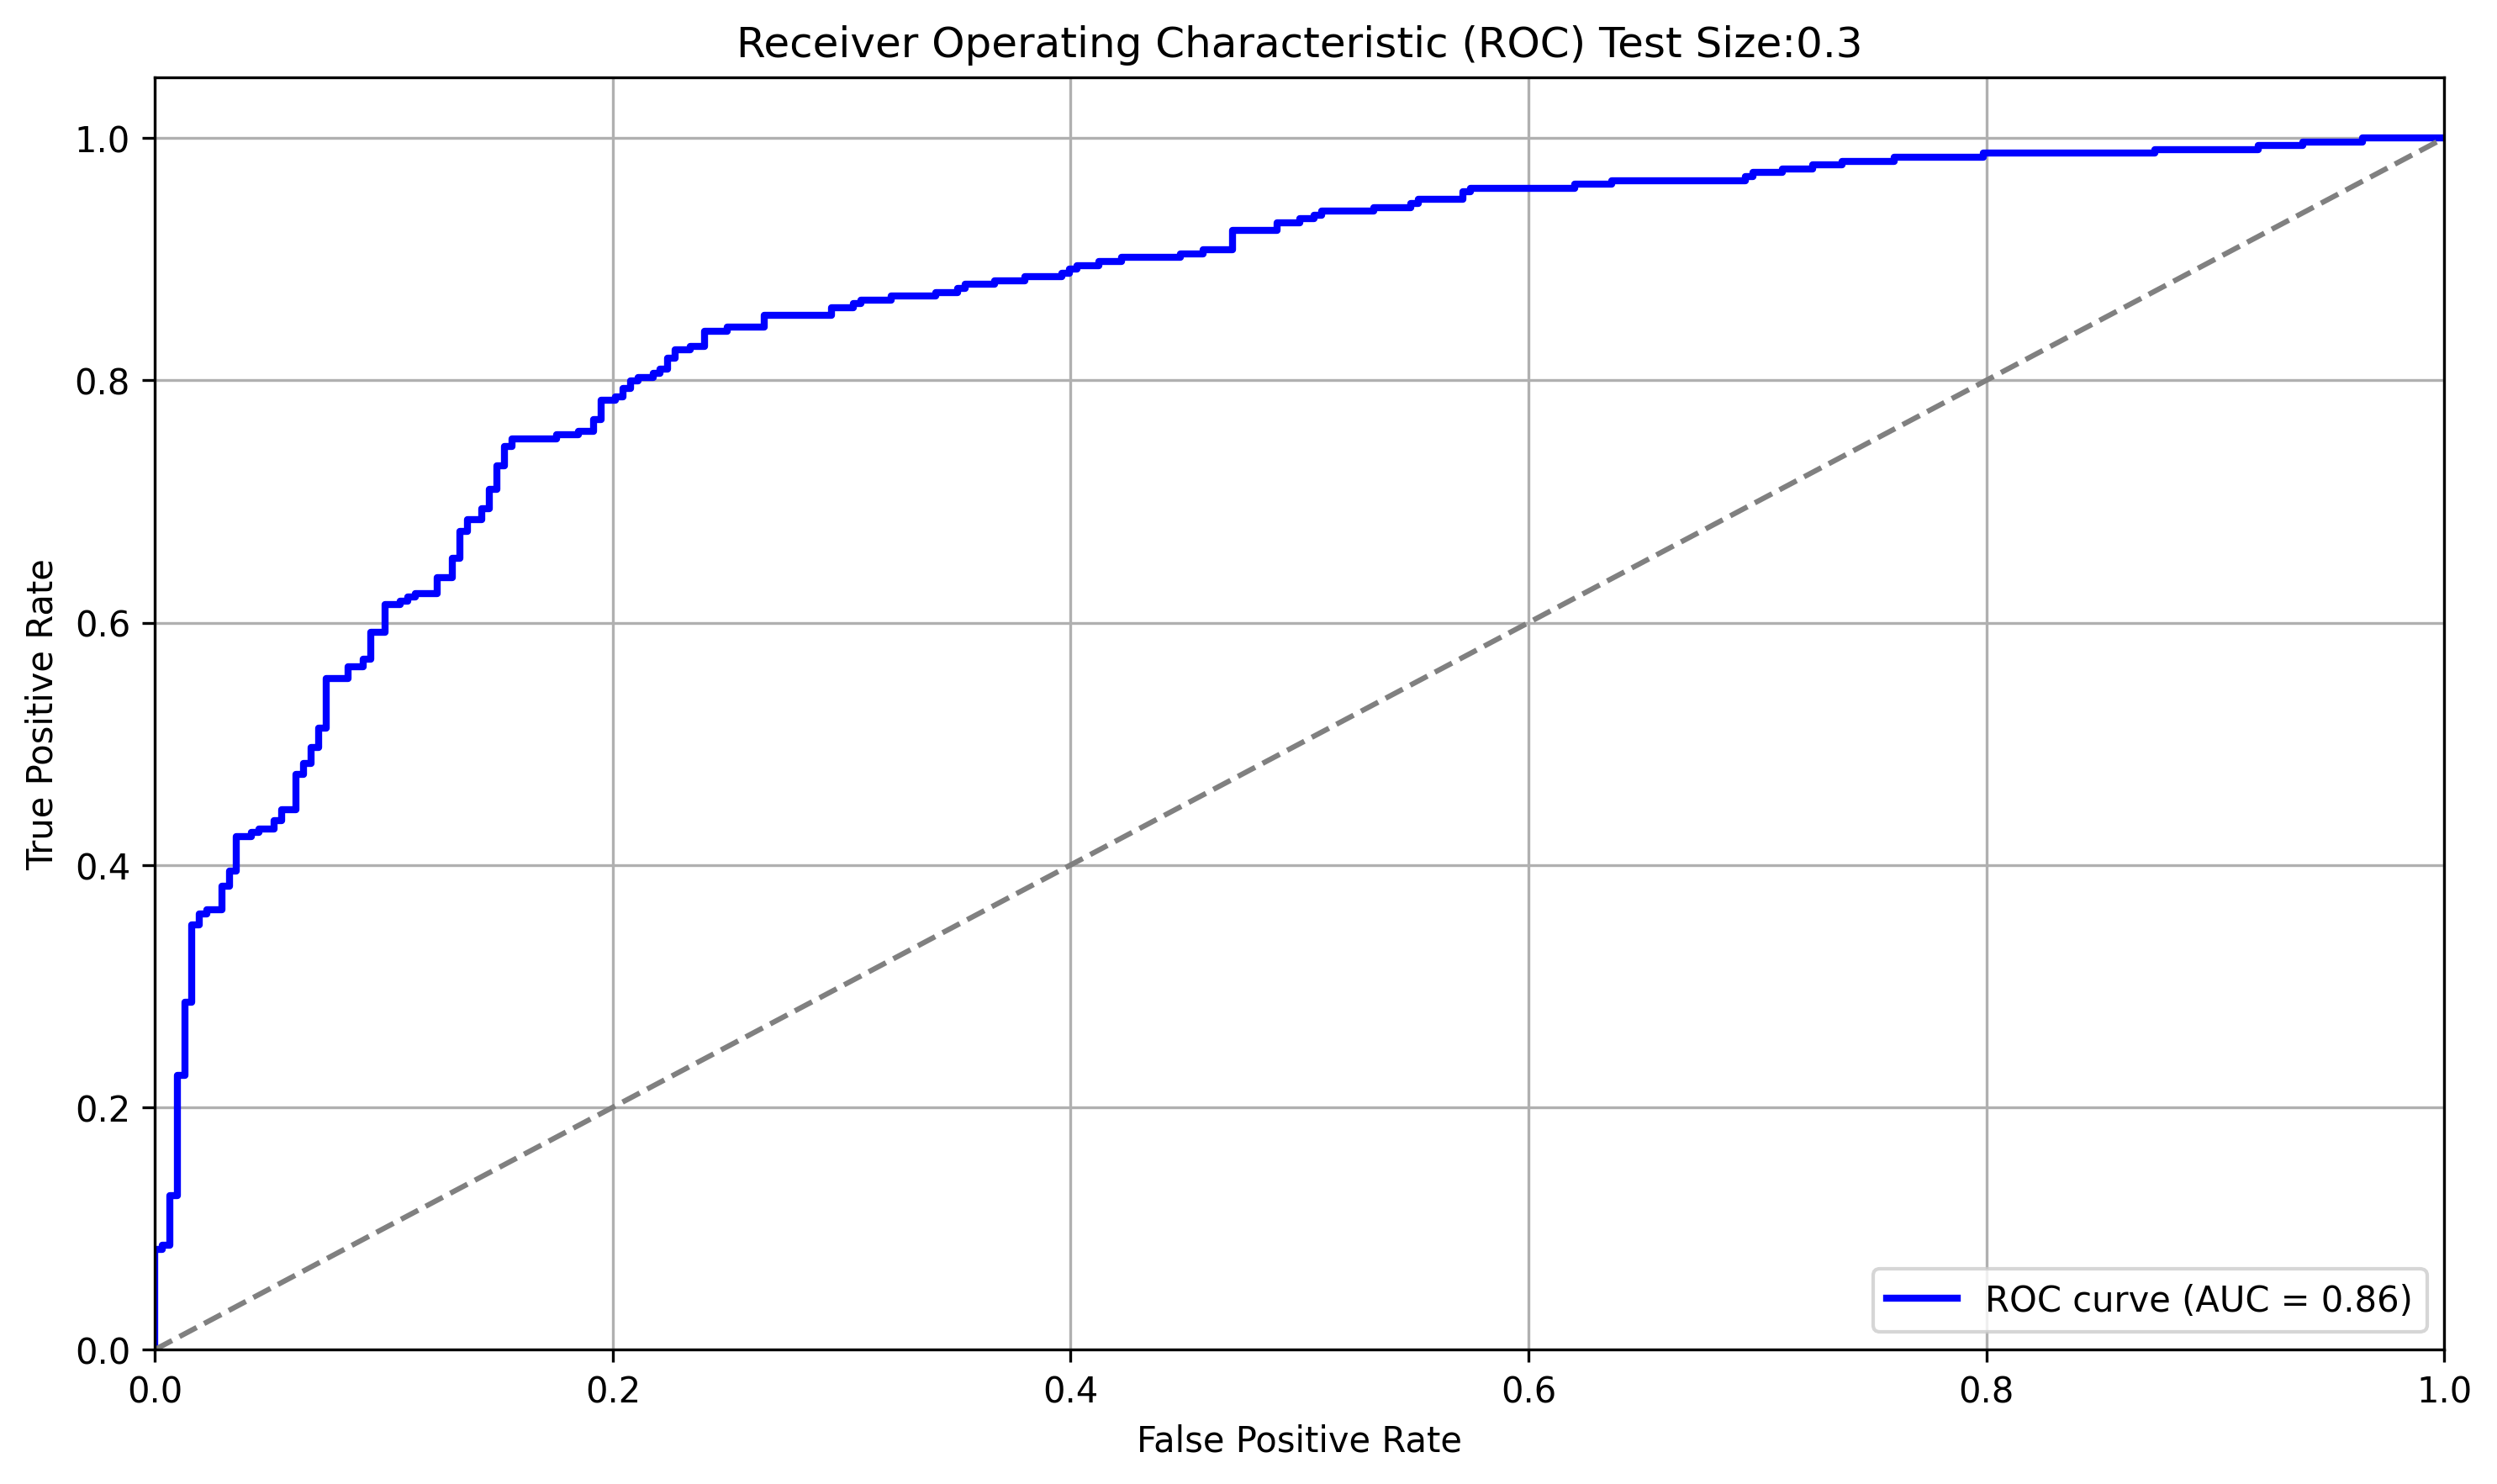 Receiver Operating Characteristic (ROC) Test Size:0.3
True Positive Rate
1.0
0.8
0.6
0.4
0.2
0.0
ROC curve (AUC = 0.86)
0.0 0.2 0.4 0.6 0.8 1.0
False Positive Rate